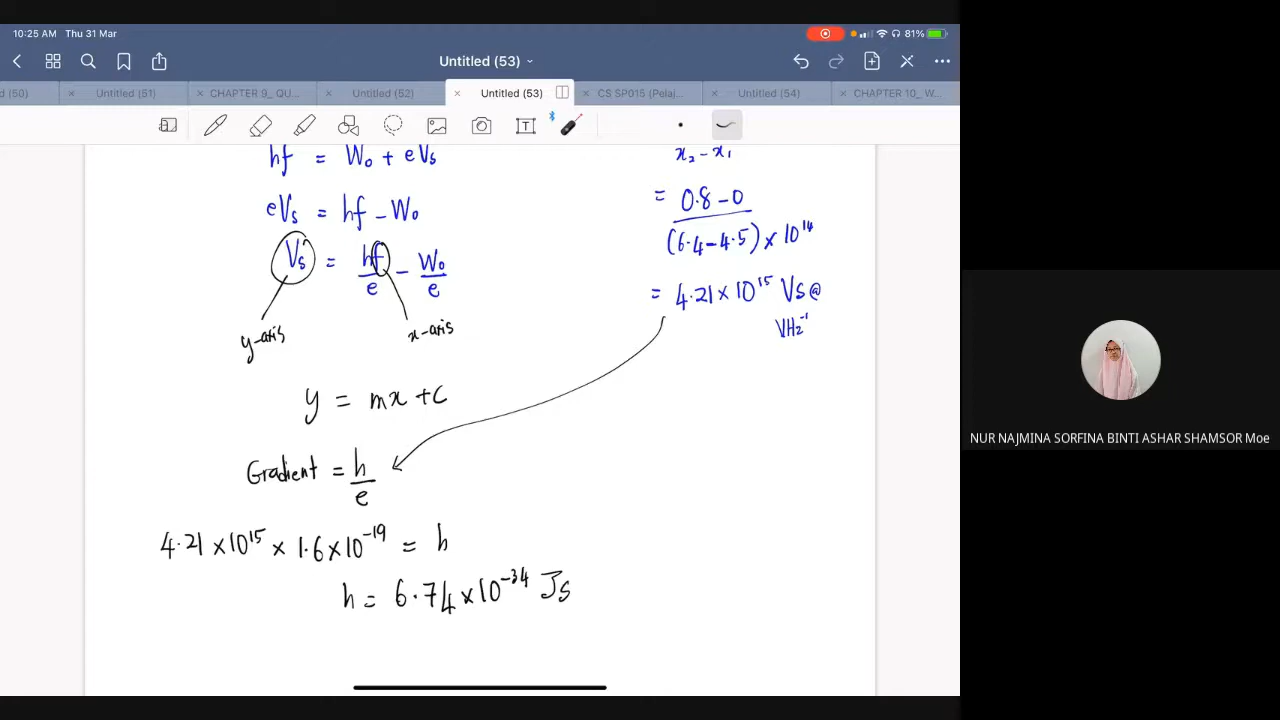 10:25 AM Thu 31 Mar
81%
Untitled (53)
d (50)
Untitled (51)
CHAPTER 9_ QU...
Untitled (52)
Untitled (53)
CS SP015 (Pelaj...
Untitled (54)
CHAPTER 10_ W...
hf = W₀ + eVs
eVs = hf - W₀
Vs = hf/e - W₀/e
y-axis
x-axis
y = mx + c
Gradient = h/e
4.21 × 10¹⁵ × 1.6 × 10⁻¹⁹ = h
h = 6.74 × 10⁻³⁴ Js
x₂ - x₁
= 0.8 - 0
(6.4 - 4.5) × 10¹⁴
= 4.21 × 10¹⁵ Vs @
VHz⁻¹
NUR NAJMINA SORFINA BINTI ASHAR SHAMSOR Moe